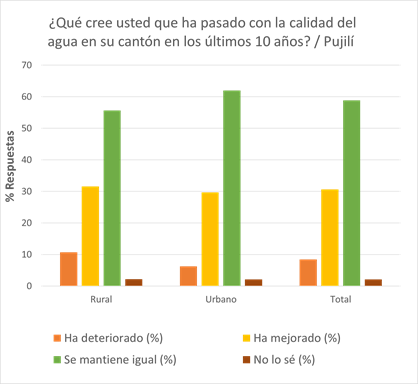 ¿Qué cree usted que ha pasado con la calidad del
agua en su cantón en los últimos 10 años? / Pujilí
% Respuestas
70
60
50
40
30
20
10
0
Rural
Urbano
Total
Ha deteriorado (%)
Ha mejorado (%)
Se mantiene igual (%)
No lo sé (%)